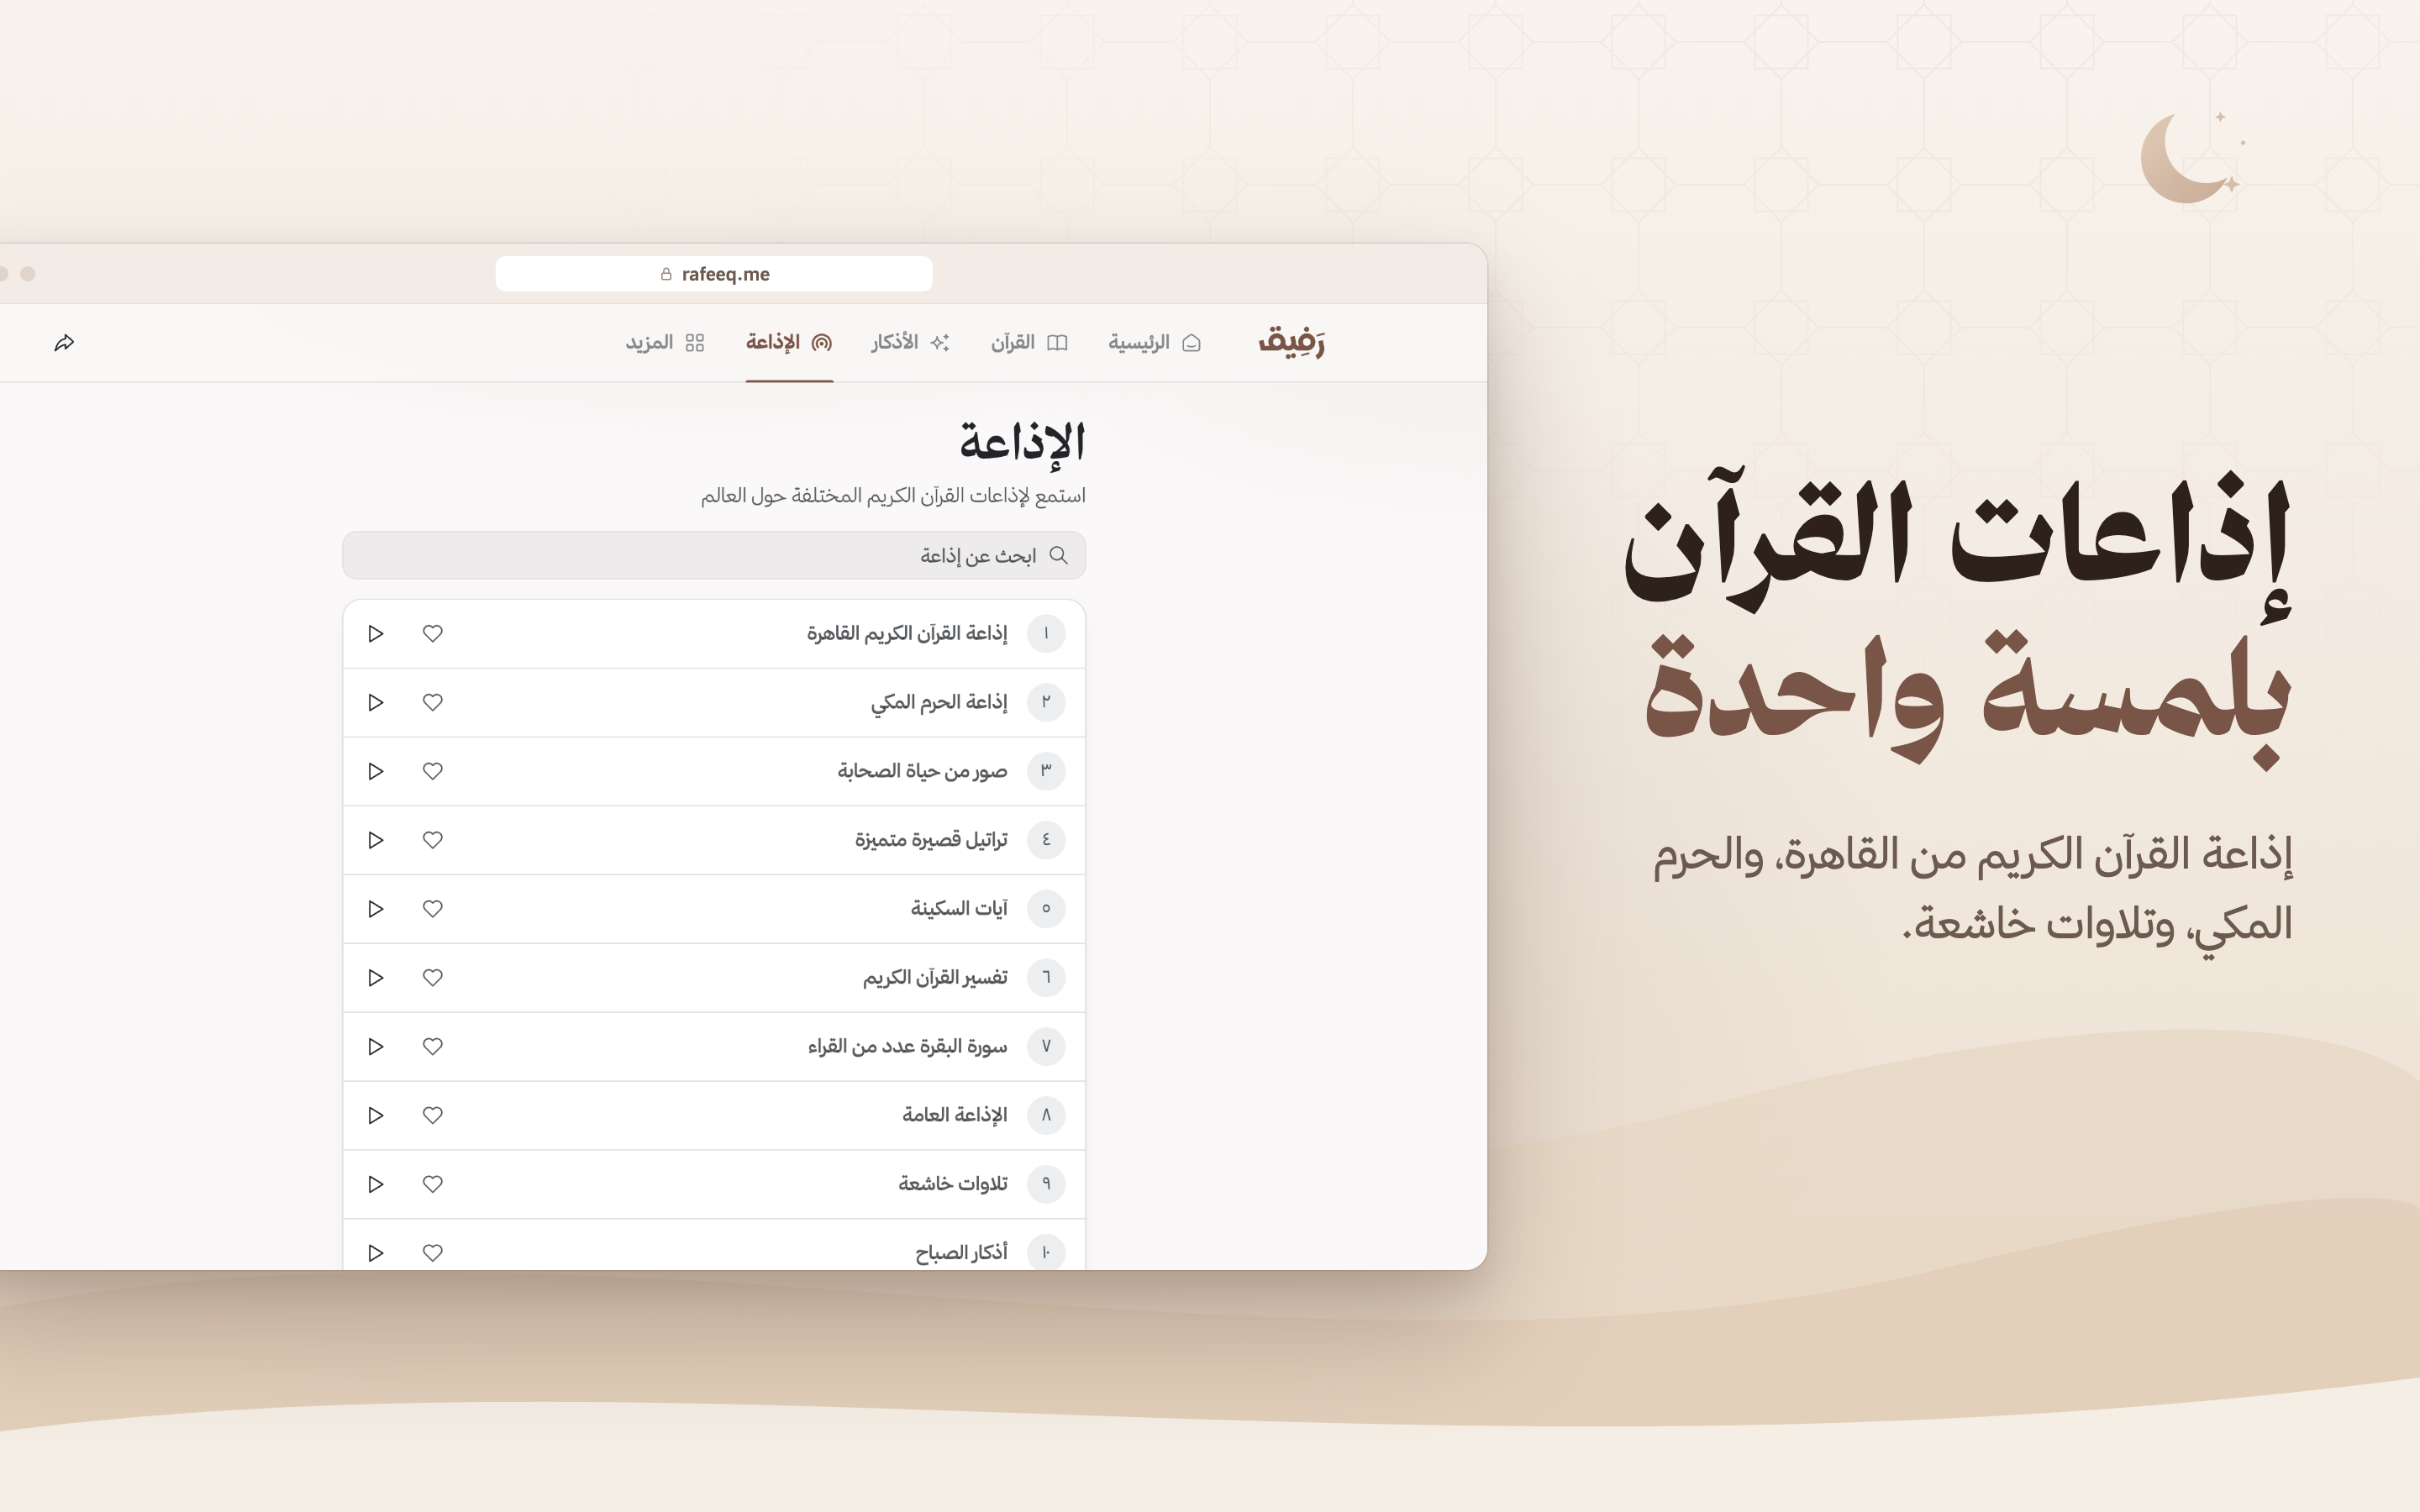 إذاعات القرآن
بلمسة واحدة
إذاعة القرآن الكريم من القاهرة، والحرم
المكي، وتلاوات خاشعة.
rafeeq.me
رَفِيق
الرئيسية
القرآن
الأذكار
الإذاعة
المزيد
الإذاعة
استمع لإذاعات القرآن الكريم المختلفة حول العالم
ابحث عن إذاعة
١ إذاعة القرآن الكريم القاهرة
٢ إذاعة الحرم المكي
٣ صور من حياة الصحابة
٤ تراتيل قصيرة متميزة
٥ آيات السكينة
٦ تفسير القرآن الكريم
٧ سورة البقرة عدد من القراء
٨ الإذاعة العامة
٩ تلاوات خاشعة
١٠ أذكار الصباح